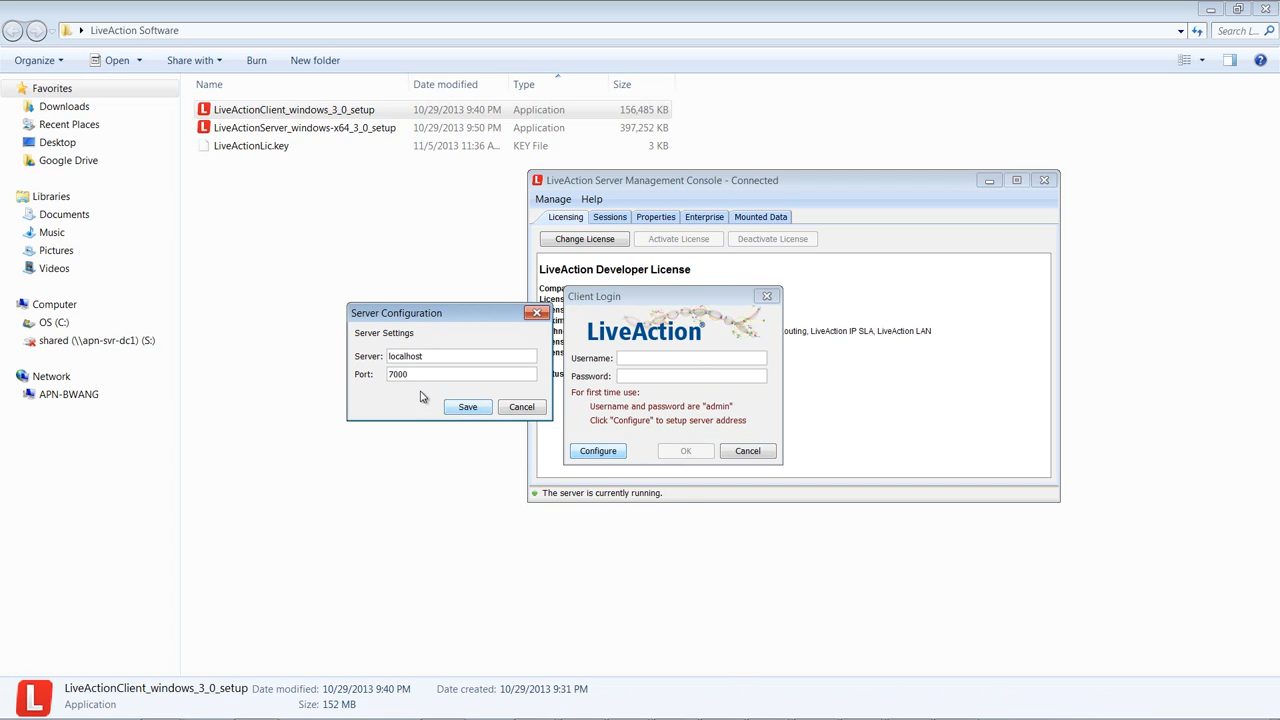 LiveAction Software
Search L...
Organize
Open
Share with
Burn
New folder
Name
Date modified
Type
Size
Favorites
Downloads
Recent Places
Desktop
Google Drive
Libraries
Documents
Music
Pictures
Videos
Computer
OS (C:)
shared (\\apn-svr-dc1) (S:)
Network
APN-BWANG
LiveActionClient_windows_3_0_setup 10/29/2013 9:40 PM Application 156,485 KB
LiveActionServer_windows-x64_3_0_setup 10/29/2013 9:50 PM Application 397,252 KB
LiveActionLic.key 11/5/2013 11:36 A... KEY File 3 KB
LiveAction Server Management Console - Connected
Manage Help
Licensing Sessions Properties Enterprise Mounted Data
Change License Activate License Deactivate License
LiveAction Developer License
Compa
Licens
outing, LiveAction IP SLA, LiveAction LAN
The server is currently running.
Server Configuration
Server Settings
Server: localhost
Port: 7000
Save Cancel
Client Login
LiveAction®
Username:
Password:
For first time use:
Username and password are "admin"
Click "Configure" to setup server address
Configure OK Cancel
LiveActionClient_windows_3_0_setup Date modified: 10/29/2013 9:40 PM Date created: 10/29/2013 9:31 PM
Application Size: 152 MB